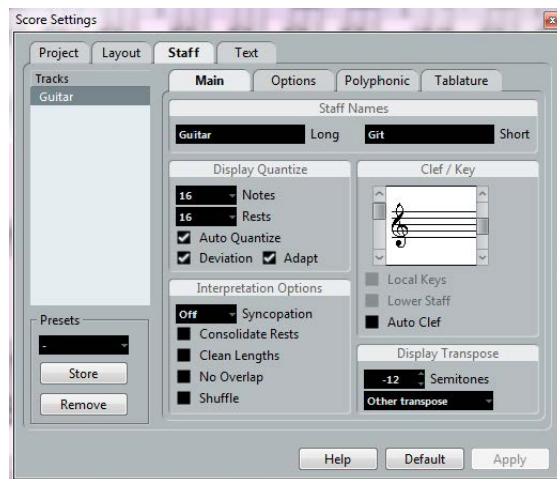 Score Settings
Project Layout Staff Text
Tracks
Guitar
Main Options Polyphonic Tablature
Staff Names
Guitar Long Git Short
Display Quantize
16 Notes
16 Rests
Auto Quantize
Deviation Adapt
Clef / Key
Local Keys
Lower Staff
Auto Clef
Interpretation Options
Off Syncopation
Consolidate Rests
Clean Lengths
No Overlap
Shuffle
Display Transpose
-12 Semitones
Other transpose
Presets
-
Store
Remove
Help Default Apply